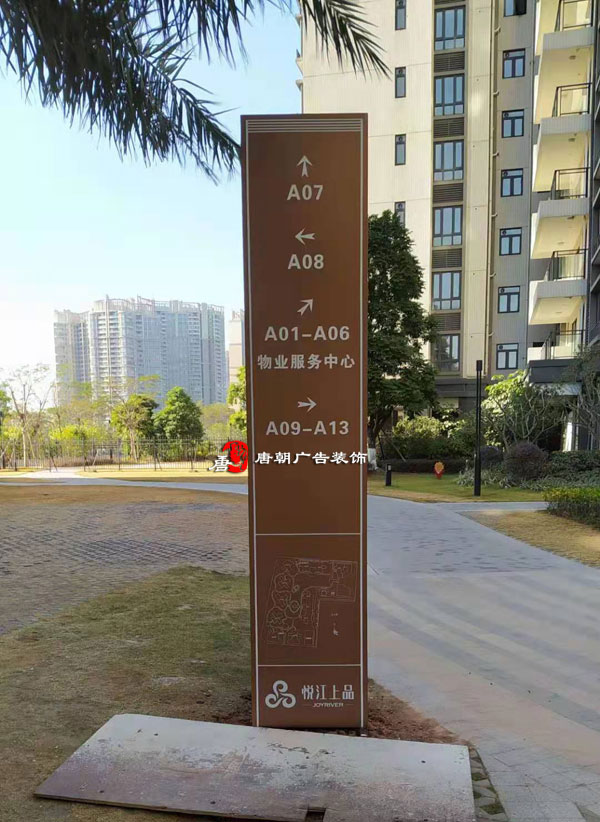 A07
A08
A01-A06
物业服务中心
A09-A13
唐 唐朝广告装饰
悦江上品
JOYRIVER